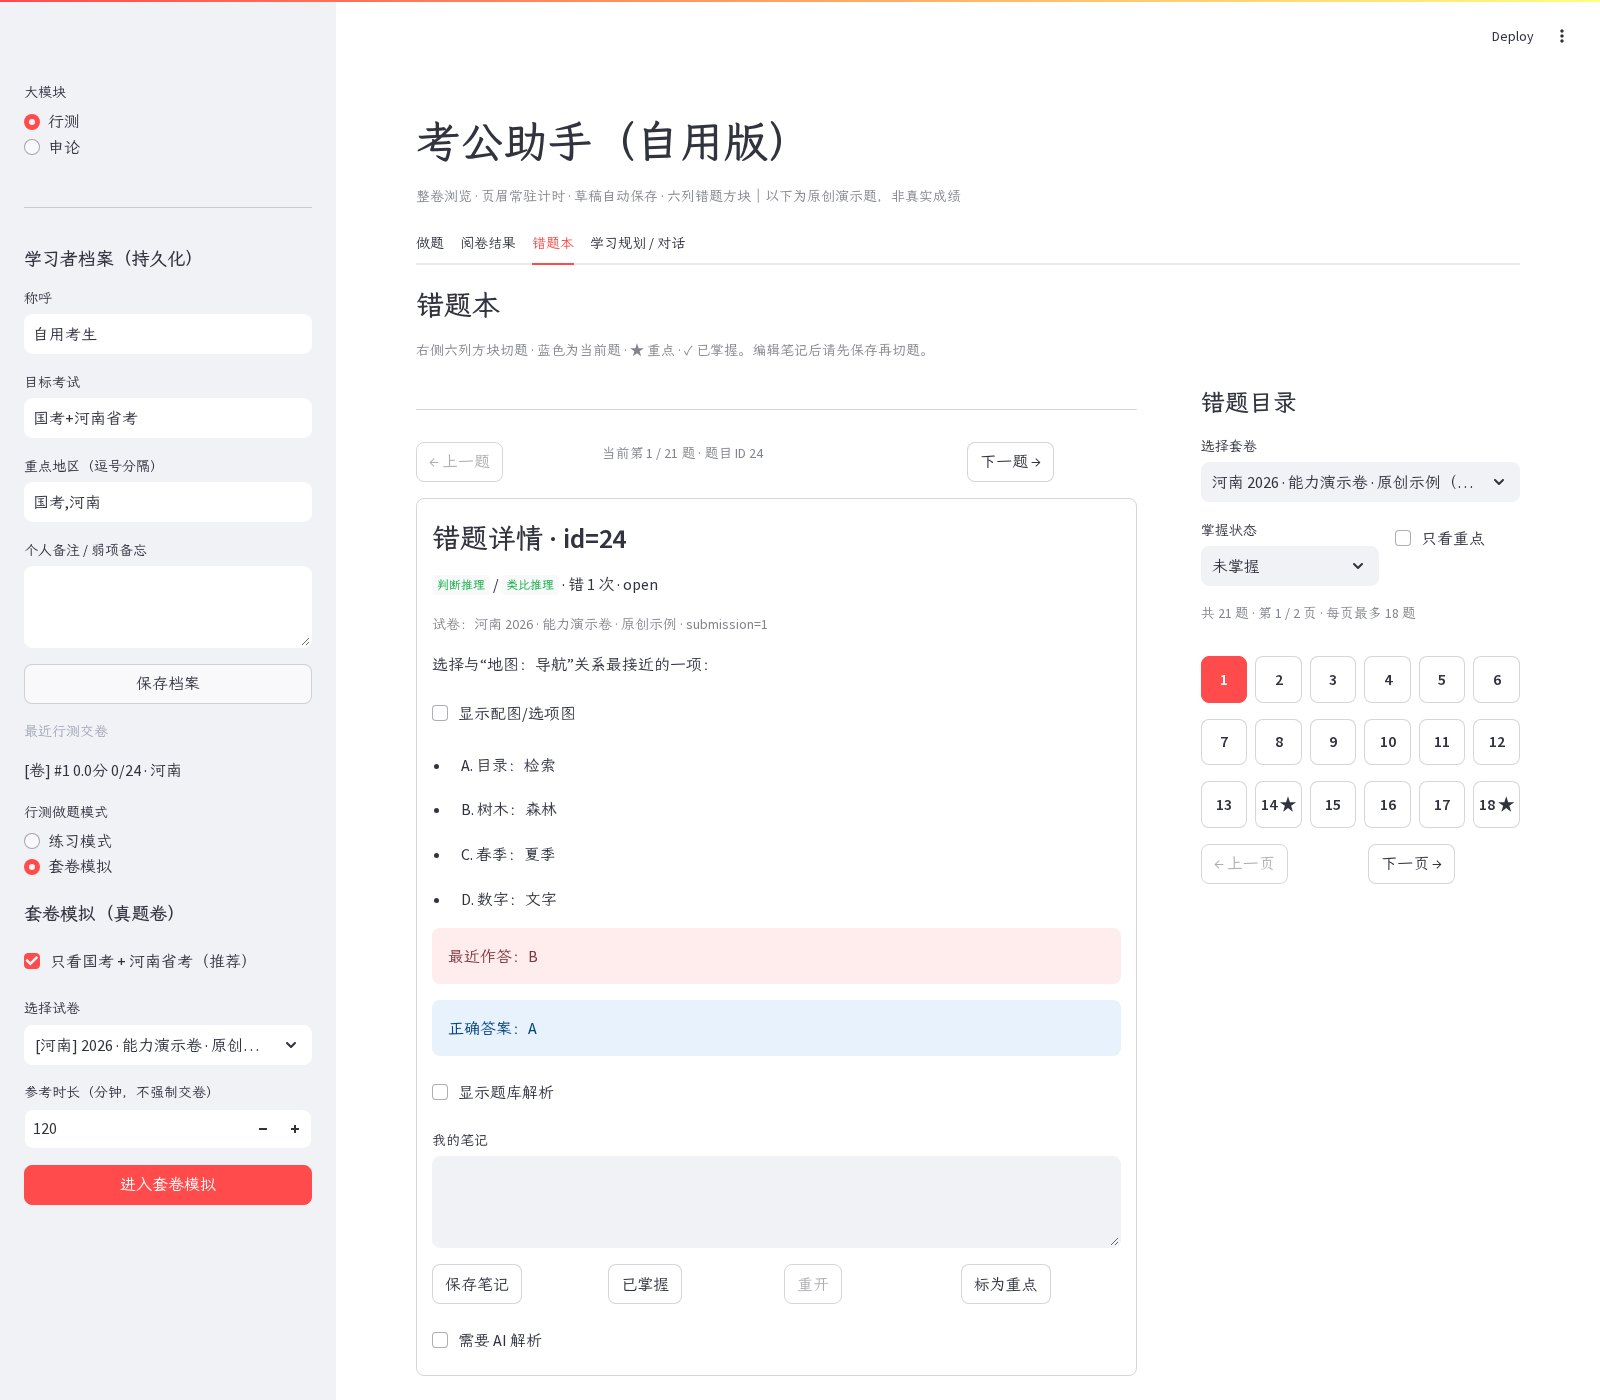 Deploy
大模块
行测
申论
学习者档案（持久化）
称呼
自用考生
目标考试
国考+河南省考
重点地区（逗号分隔）
国考,河南
个人备注 / 弱项备忘
保存档案
最近行测交卷
[卷] #1 0.0分 0/24 · 河南
行测做题模式
练习模式
套卷模拟
套卷模拟（真题卷）
只看国考 + 河南省考（推荐）
选择试卷
[河南] 2026 · 能力演示卷 · 原创…
参考时长（分钟，不强制交卷）
120
进入套卷模拟
考公助手（自用版）
整卷浏览 · 页眉常驻计时 · 草稿自动保存 · 六列错题方块｜以下为原创演示题，非真实成绩
做题 阅卷结果 错题本 学习规划 / 对话
错题本
右侧六列方块切题 · 蓝色为当前题 · ★ 重点 · ✓ 已掌握。编辑笔记后请先保存再切题。
← 上一题 当前第 1 / 21 题 · 题目 ID 24 下一题 →
错题详情 · id=24
判断推理 / 类比推理 · 错 1 次 · open
试卷：河南 2026 · 能力演示卷 · 原创示例 · submission=1
选择与“地图：导航”关系最接近的一项：
显示配图/选项图
• A. 目录：检索
• B. 树木：森林
• C. 春季：夏季
• D. 数字：文字
最近作答：B
正确答案：A
显示题库解析
我的笔记
保存笔记 已掌握 重开 标为重点
需要 AI 解析
错题目录
选择套卷
河南 2026 · 能力演示卷 · 原创示例（…
掌握状态
未掌握
只看重点
共 21 题 · 第 1 / 2 页 · 每页最多 18 题
1 2 3 4 5 6
7 8 9 10 11 12
13 14 ★ 15 16 17 18 ★
← 上一页 下一页 →